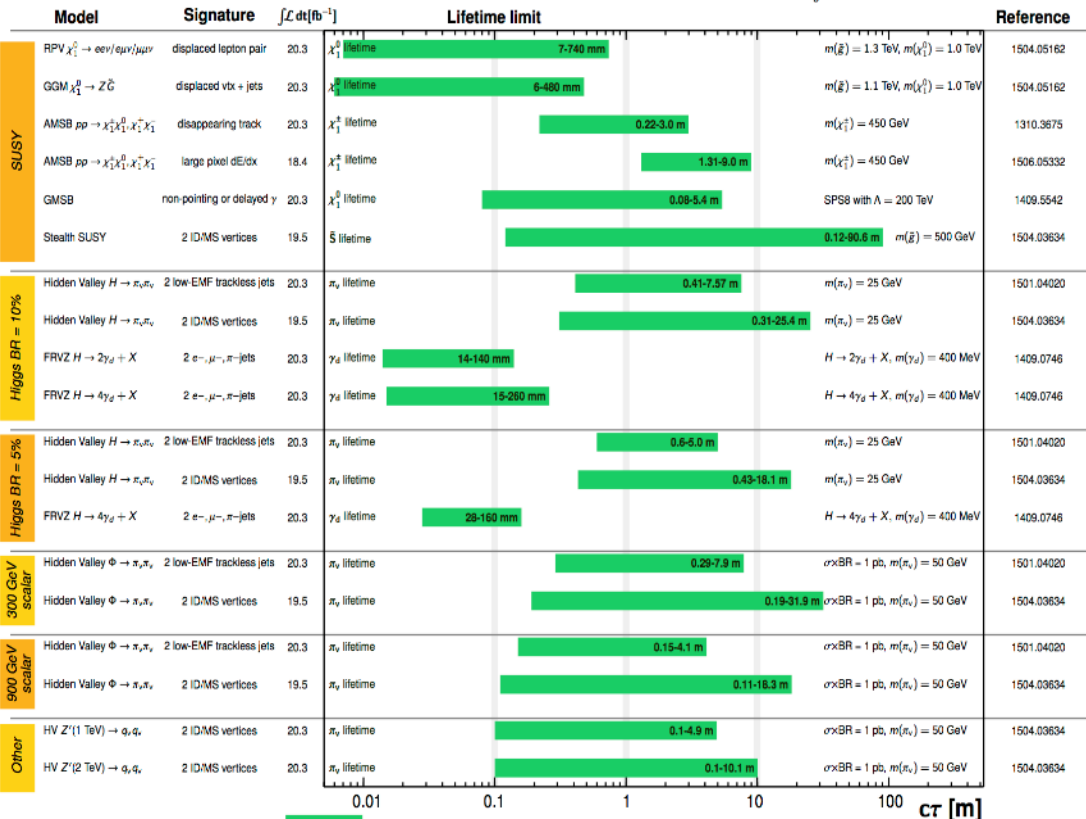 Model Signature ∫ℒ dt[fb⁻¹] Lifetime limit Reference
SUSY
RPV χ₁⁰ → eeν/eμν/μμν displaced lepton pair 20.3 χ₁⁰ lifetime 7-740 mm m(g̃) = 1.3 TeV, m(χ₁⁰) = 1.0 TeV 1504.05162
GGM χ₁⁰ → ZG̃ displaced vtx + jets 20.3 χ₁⁰ lifetime 6-480 mm m(g̃) = 1.1 TeV, m(χ₁⁰) = 1.0 TeV 1504.05162
AMSB pp → χ₁±χ₁⁰, χ₁⁺χ₁⁻ disappearing track 20.3 χ₁± lifetime 0.22-3.0 m m(χ₁±) = 450 GeV 1310.3675
AMSB pp → χ₁±χ₁⁰, χ₁⁺χ₁⁻ large pixel dE/dx 18.4 χ₁± lifetime 1.31-9.0 m m(χ₁±) = 450 GeV 1506.05332
GMSB non-pointing or delayed γ 20.3 χ₁⁰ lifetime 0.08-5.4 m SPS8 with Λ = 200 TeV 1409.5542
Stealth SUSY 2 ID/MS vertices 19.5 S̃ lifetime 0.12-90.6 m m(g̃) = 500 GeV 1504.03634
Higgs BR = 10%
Hidden Valley H → πᵥπᵥ 2 low-EMF trackless jets 20.3 πᵥ lifetime 0.41-7.57 m m(πᵥ) = 25 GeV 1501.04020
Hidden Valley H → πᵥπᵥ 2 ID/MS vertices 19.5 πᵥ lifetime 0.31-25.4 m m(πᵥ) = 25 GeV 1504.03634
FRVZ H → 2γd + X 2 e−, μ−, π−jets 20.3 γd lifetime 14-140 mm H → 2γd + X, m(γd) = 400 MeV 1409.0746
FRVZ H → 4γd + X 2 e−, μ−, π−jets 20.3 γd lifetime 15-260 mm H → 4γd + X, m(γd) = 400 MeV 1409.0746
Higgs BR = 5%
Hidden Valley H → πᵥπᵥ 2 low-EMF trackless jets 20.3 πᵥ lifetime 0.6-5.0 m m(πᵥ) = 25 GeV 1501.04020
Hidden Valley H → πᵥπᵥ 2 ID/MS vertices 19.5 πᵥ lifetime 0.43-18.1 m m(πᵥ) = 25 GeV 1504.03634
FRVZ H → 4γd + X 2 e−, μ−, π−jets 20.3 γd lifetime 28-160 mm H → 4γd + X, m(γd) = 400 MeV 1409.0746
300 GeV scalar
Hidden Valley Φ → πᵥπᵥ 2 low-EMF trackless jets 20.3 πᵥ lifetime 0.29-7.9 m σ×BR = 1 pb, m(πᵥ) = 50 GeV 1501.04020
Hidden Valley Φ → πᵥπᵥ 2 ID/MS vertices 19.5 πᵥ lifetime 0.19-31.9 m σ×BR = 1 pb, m(πᵥ) = 50 GeV 1504.03634
900 GeV scalar
Hidden Valley Φ → πᵥπᵥ 2 low-EMF trackless jets 20.3 πᵥ lifetime 0.15-4.1 m σ×BR = 1 pb, m(πᵥ) = 50 GeV 1501.04020
Hidden Valley Φ → πᵥπᵥ 2 ID/MS vertices 19.5 πᵥ lifetime 0.11-18.3 m σ×BR = 1 pb, m(πᵥ) = 50 GeV 1504.03634
Other
HV Z′(1 TeV) → qᵥqᵥ 2 ID/MS vertices 20.3 πᵥ lifetime 0.1-4.9 m σ×BR = 1 pb, m(πᵥ) = 50 GeV 1504.03634
HV Z′(2 TeV) → qᵥqᵥ 2 ID/MS vertices 20.3 πᵥ lifetime 0.1-10.1 m σ×BR = 1 pb, m(πᵥ) = 50 GeV 1504.03634
0.01 0.1 1 10 100 cτ [m]